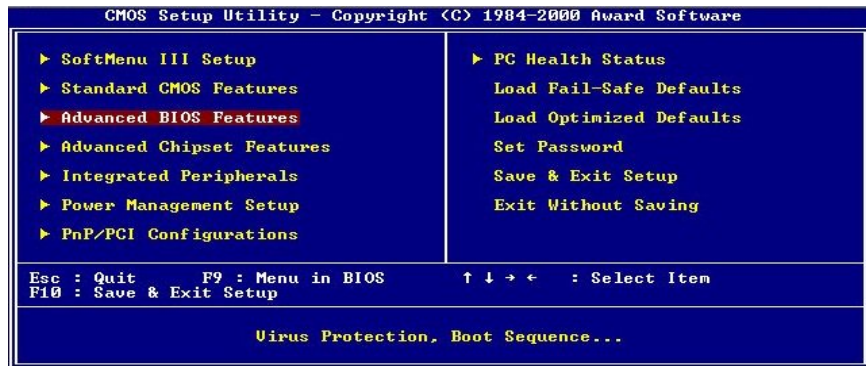 CMOS Setup Utility - Copyright (C) 1984-2000 Award Software
▶ SoftMenu III Setup
▶ Standard CMOS Features
▶ Advanced BIOS Features
▶ Advanced Chipset Features
▶ Integrated Peripherals
▶ Power Management Setup
▶ PnP/PCI Configurations
▶ PC Health Status
Load Fail-Safe Defaults
Load Optimized Defaults
Set Password
Save & Exit Setup
Exit Without Saving
Esc : Quit F9 : Menu in BIOS ↑ ↓ → ← : Select Item
F10 : Save & Exit Setup
Virus Protection, Boot Sequence...